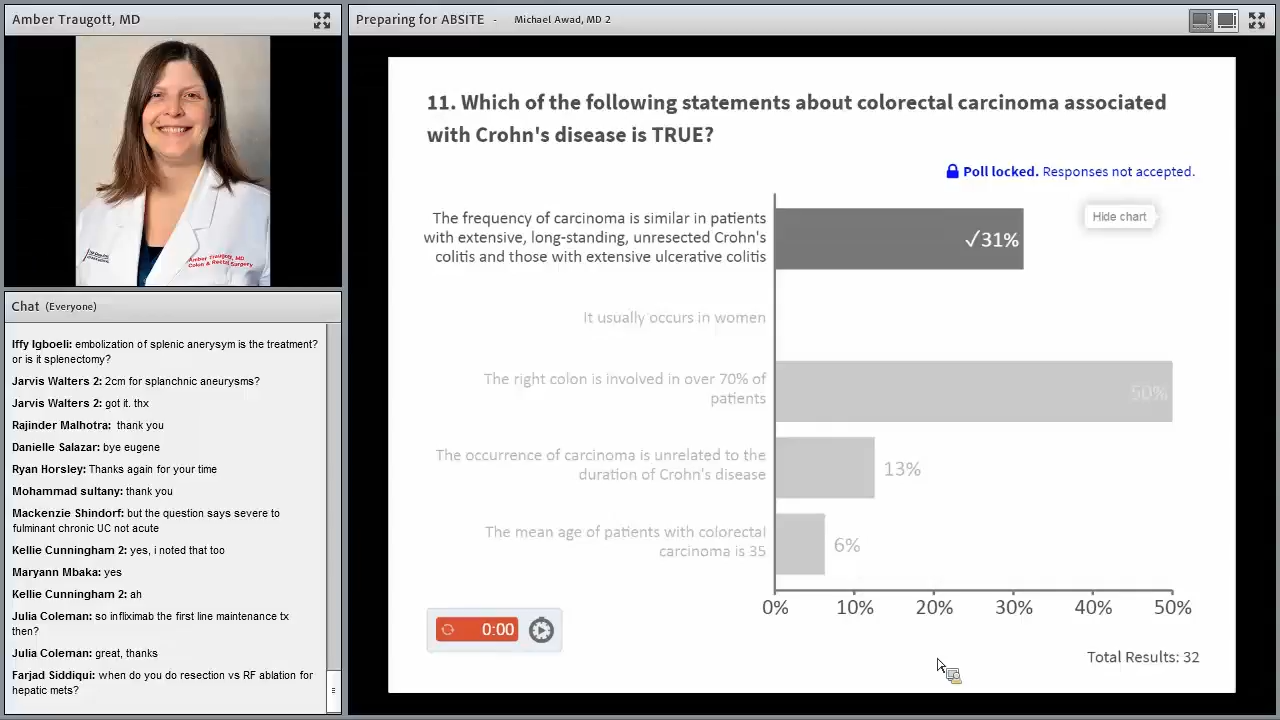 Amber Traugott, MD
Amber Traugott, MD
Colon & Rectal Surgery
Chat (Everyone)
Iffy Igboeli: embolization of splenic anerysym is the treatment?
or is it splenectomy?
Jarvis Walters 2: 2cm for splanchnic aneurysms?
Jarvis Walters 2: got it. thx
Rajinder Malhotra: thank you
Danielle Salazar: bye eugene
Ryan Horsley: Thanks again for your time
Mohammad sultany: thank you
Mackenzie Shindorf: but the question says severe to
fulminant chronic UC not acute
Kellie Cunningham 2: yes, i noted that too
Maryann Mbaka: yes
Kellie Cunningham 2: ah
Julia Coleman: so infliximab the first line maintenance tx
then?
Julia Coleman: great, thanks
Farjad Siddiqui: when do you do resection vs RF ablation for
hepatic mets?
Preparing for ABSITE - Michael Awad, MD 2
11. Which of the following statements about colorectal carcinoma associated
with Crohn's disease is TRUE?
Poll locked. Responses not accepted.
Hide chart
The frequency of carcinoma is similar in patients
with extensive, long-standing, unresected Crohn's
colitis and those with extensive ulcerative colitis
✓31%
It usually occurs in women
The right colon is involved in over 70% of
patients
50%
The occurrence of carcinoma is unrelated to the
duration of Crohn's disease
13%
The mean age of patients with colorectal
carcinoma is 35
6%
0% 10% 20% 30% 40% 50%
0:00
Total Results: 32